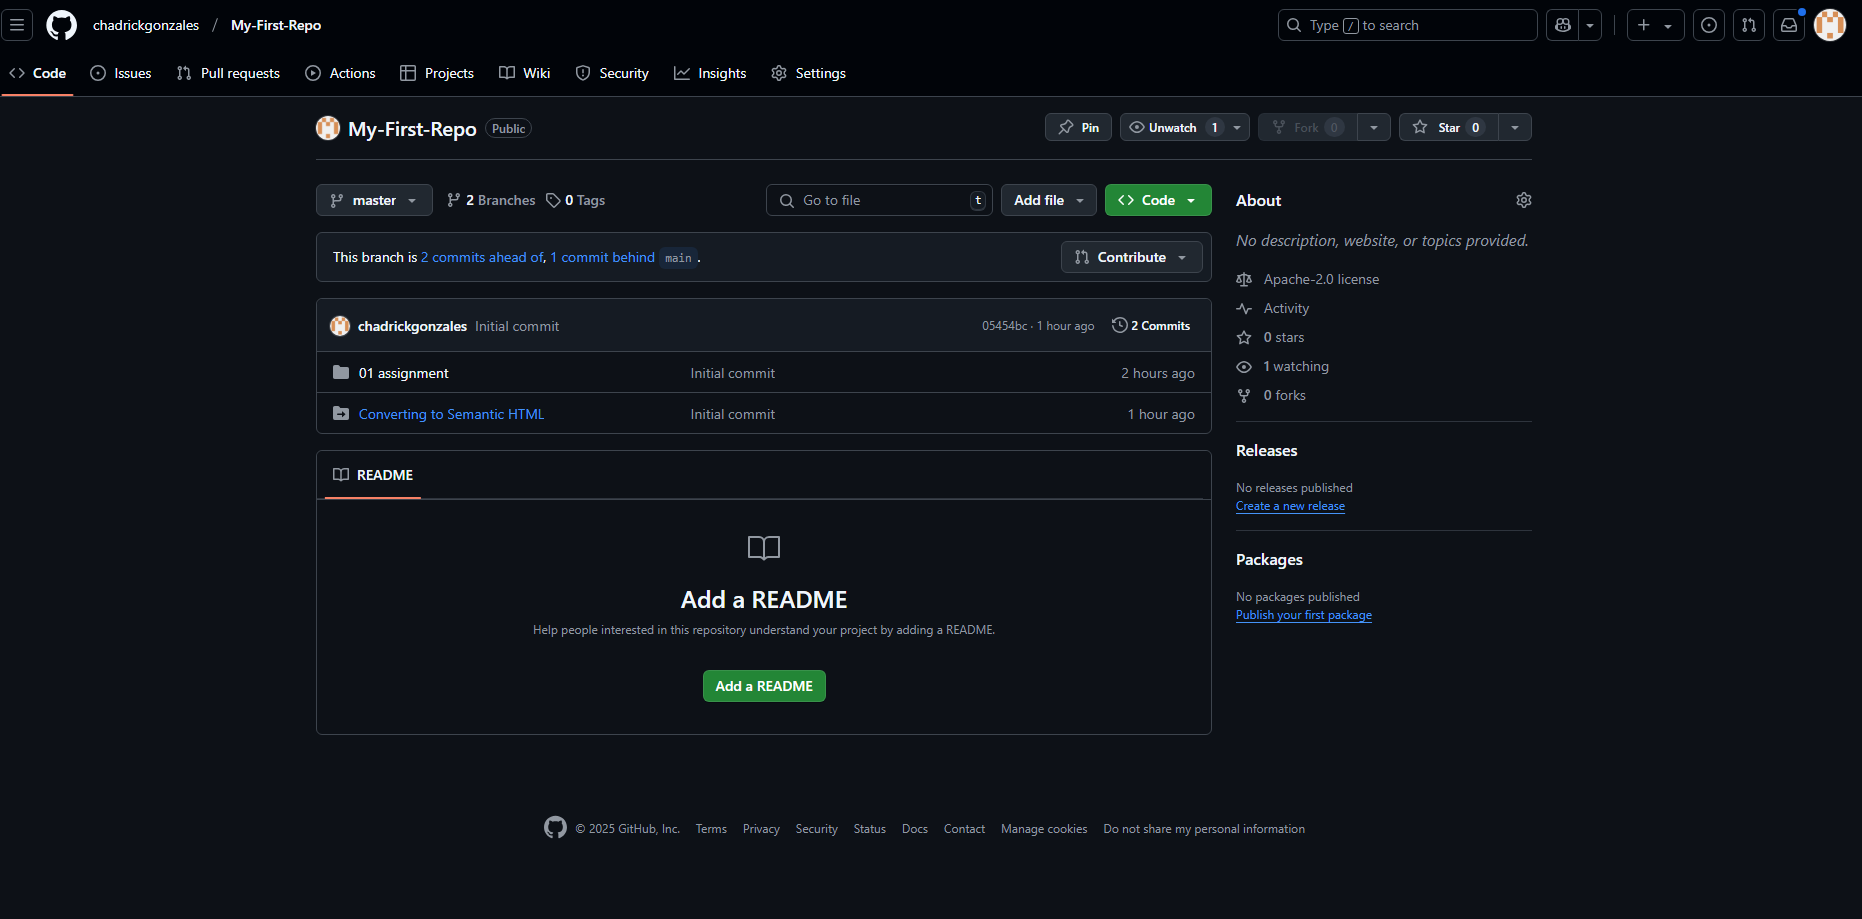 chadrickgonzales / My-First-Repo
Type / to search
Code Issues Pull requests Actions Projects Wiki Security Insights Settings
My-First-Repo Public
Pin Unwatch 1 Fork 0 Star 0
master 2 Branches 0 Tags
Go to file t Add file Code
This branch is 2 commits ahead of, 1 commit behind main .
Contribute
chadrickgonzales Initial commit 05454bc · 1 hour ago 2 Commits
01 assignment Initial commit 2 hours ago
Converting to Semantic HTML Initial commit 1 hour ago
README
Add a README
Help people interested in this repository understand your project by adding a README.
Add a README
About
No description, website, or topics provided.
Apache-2.0 license
Activity
0 stars
1 watching
0 forks
Releases
No releases published
Create a new release
Packages
No packages published
Publish your first package
© 2025 GitHub, Inc. Terms Privacy Security Status Docs Contact Manage cookies Do not share my personal information